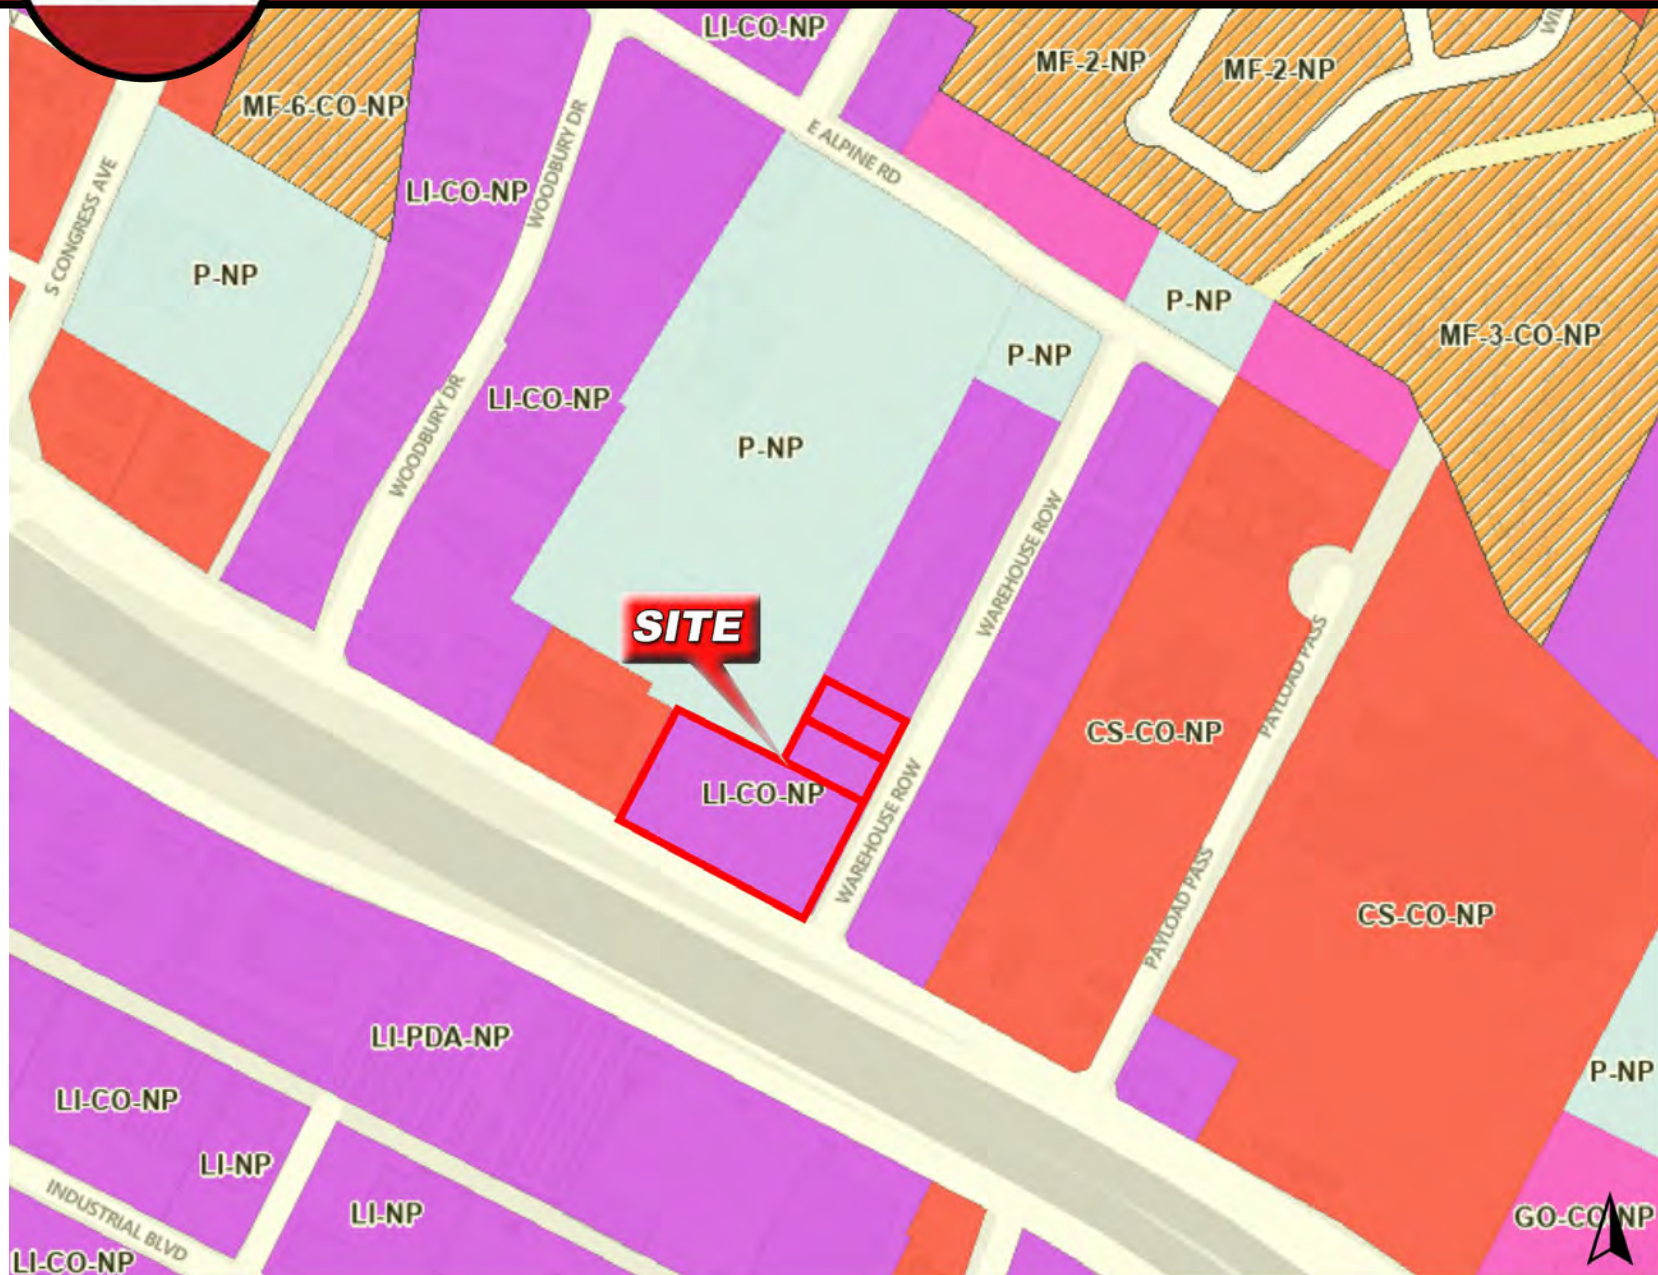 LI-CO-NP
MF-2-NP
MF-2-NP
MF-6-CO-NP
E ALPINE RD
WOODBURY DR
LI-CO-NP
S CONGRESS AVE
P-NP
P-NP
MF-3-CO-NP
P-NP
LI-CO-NP
WOODBURY DR
P-NP
WAREHOUSE ROW
SITE
PAYLOAD PASS
CS-CO-NP
LI-CO-NP
WAREHOUSE ROW
CS-CO-NP
PAYLOAD PASS
LI-PDA-NP
P-NP
LI-CO-NP
LI-NP
LI-NP
GO-CO-NP
INDUSTRIAL BLVD
LI-CO-NP